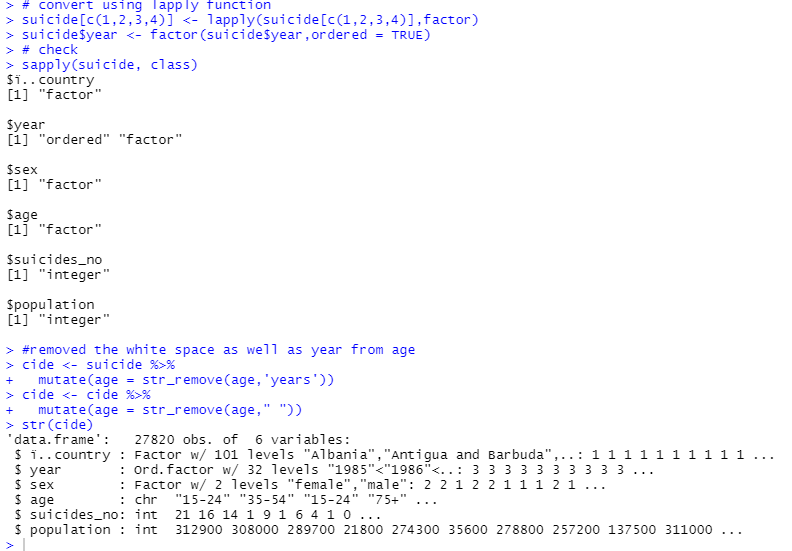 > # convert using lapply function
> suicide[c(1,2,3,4)] <- lapply(suicide[c(1,2,3,4)],factor)
> suicide$year <- factor(suicide$year,ordered = TRUE)
> # check
> sapply(suicide, class)
$ï..country
[1] "factor"

$year
[1] "ordered" "factor"

$sex
[1] "factor"

$age
[1] "factor"

$suicides_no
[1] "integer"

$population
[1] "integer"

> #removed the white space as well as year from age
> cide <- suicide %>%
+   mutate(age = str_remove(age,'years'))
> cide <- cide %>%
+   mutate(age = str_remove(age," "))
> str(cide)
'data.frame':   27820 obs. of  6 variables:
 $ ï..country : Factor w/ 101 levels "Albania","Antigua and Barbuda",..: 1 1 1 1 1 1 1 1 1 1 ...
 $ year       : Ord.factor w/ 32 levels "1985"<"1986"<..: 3 3 3 3 3 3 3 3 3 3 ...
 $ sex        : Factor w/ 2 levels "female","male": 2 2 1 2 2 1 1 1 2 1 ...
 $ age        : chr  "15-24" "35-54" "15-24" "75+" ...
 $ suicides_no: int  21 16 14 1 9 1 6 4 1 0 ...
 $ population : int  312900 308000 289700 21800 274300 35600 278800 257200 137500 311000 ...
>